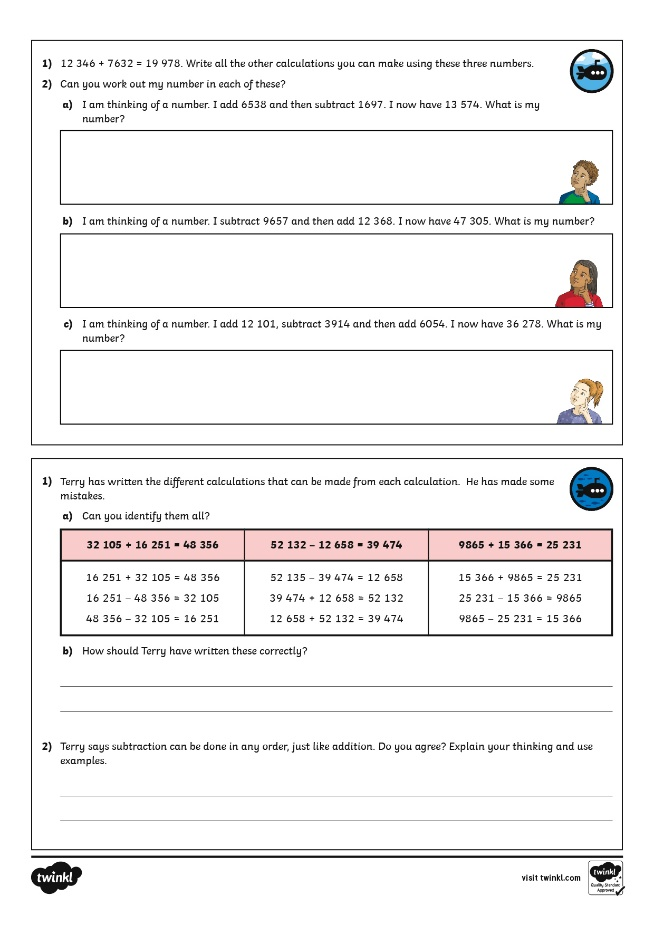 1) 12 346 + 7632 = 19 978. Write all the other calculations you can make using these three numbers.
2) Can you work out my number in each of these?
a) I am thinking of a number. I add 6538 and then subtract 1697. I now have 13 574. What is my
number?
b) I am thinking of a number. I subtract 9657 and then add 12 368. I now have 47 305. What is my number?
c) I am thinking of a number. I add 12 101, subtract 3914 and then add 6054. I now have 36 278. What is my
number?
1) Terry has written the different calculations that can be made from each calculation. He has made some
mistakes.
a) Can you identify them all?
32 105 + 16 251 = 48 356 52 132 – 12 658 = 39 474 9865 + 15 366 = 25 231
16 251 + 32 105 = 48 356 52 135 – 39 474 = 12 658 15 366 + 9865 = 25 231
16 251 – 48 356 = 32 105 39 474 + 12 658 = 52 132 25 231 – 15 366 = 9865
48 356 – 32 105 = 16 251 12 658 + 52 132 = 39 474 9865 – 25 231 = 15 366
b) How should Terry have written these correctly?
2) Terry says subtraction can be done in any order, just like addition. Do you agree? Explain your thinking and use
examples.
twinkl
visit twinkl.com
twinkl
Quality Standard
Approved